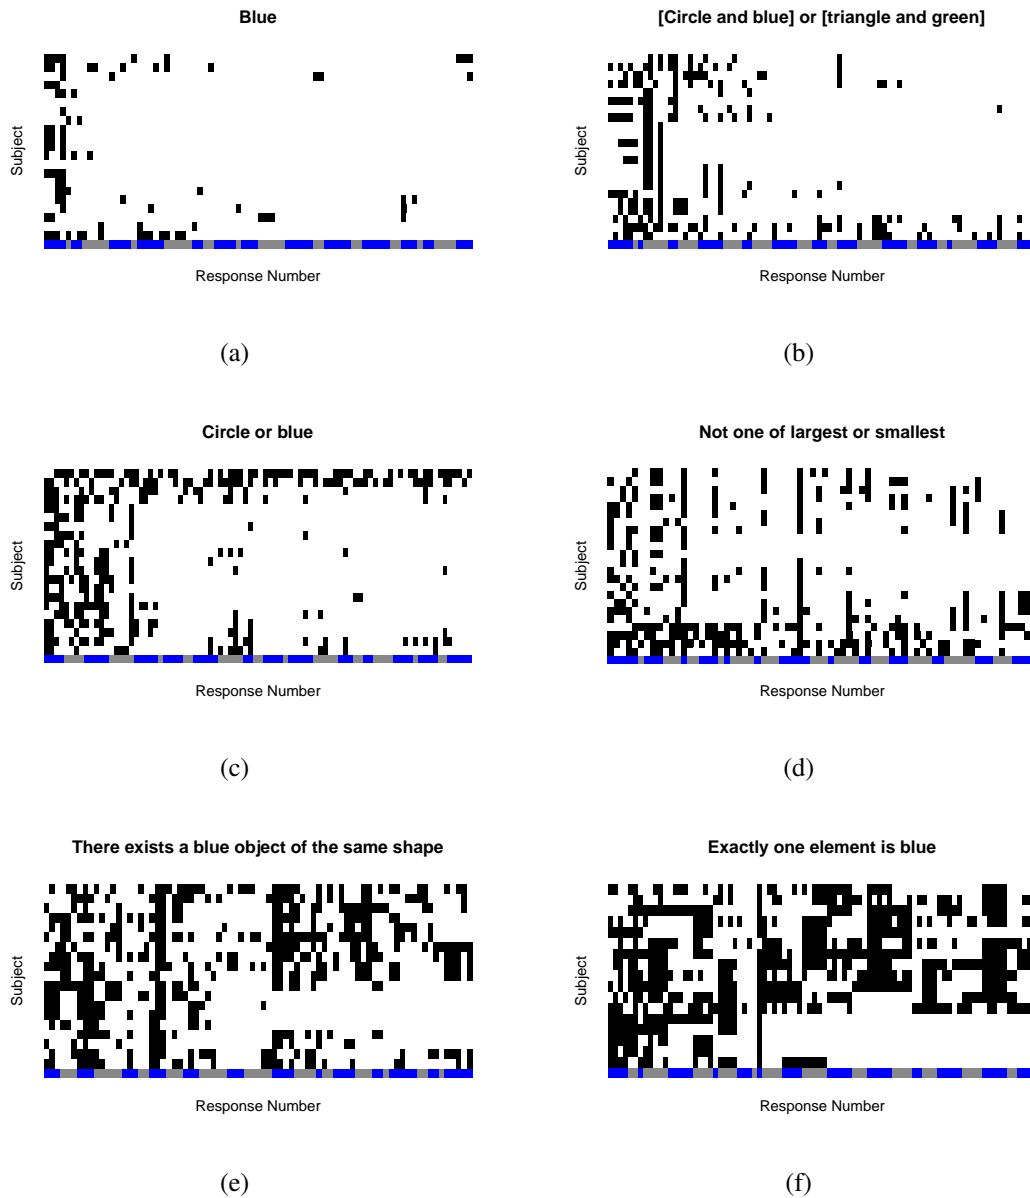 Blue
Subject
Response Number
(a)
[Circle and blue] or [triangle and green]
Subject
Response Number
(b)
Circle or blue
Subject
Response Number
(c)
Not one of largest or smallest
Subject
Response Number
(d)
There exists a blue object of the same shape
Subject
Response Number
(e)
Exactly one element is blue
Subject
Response Number
(f)